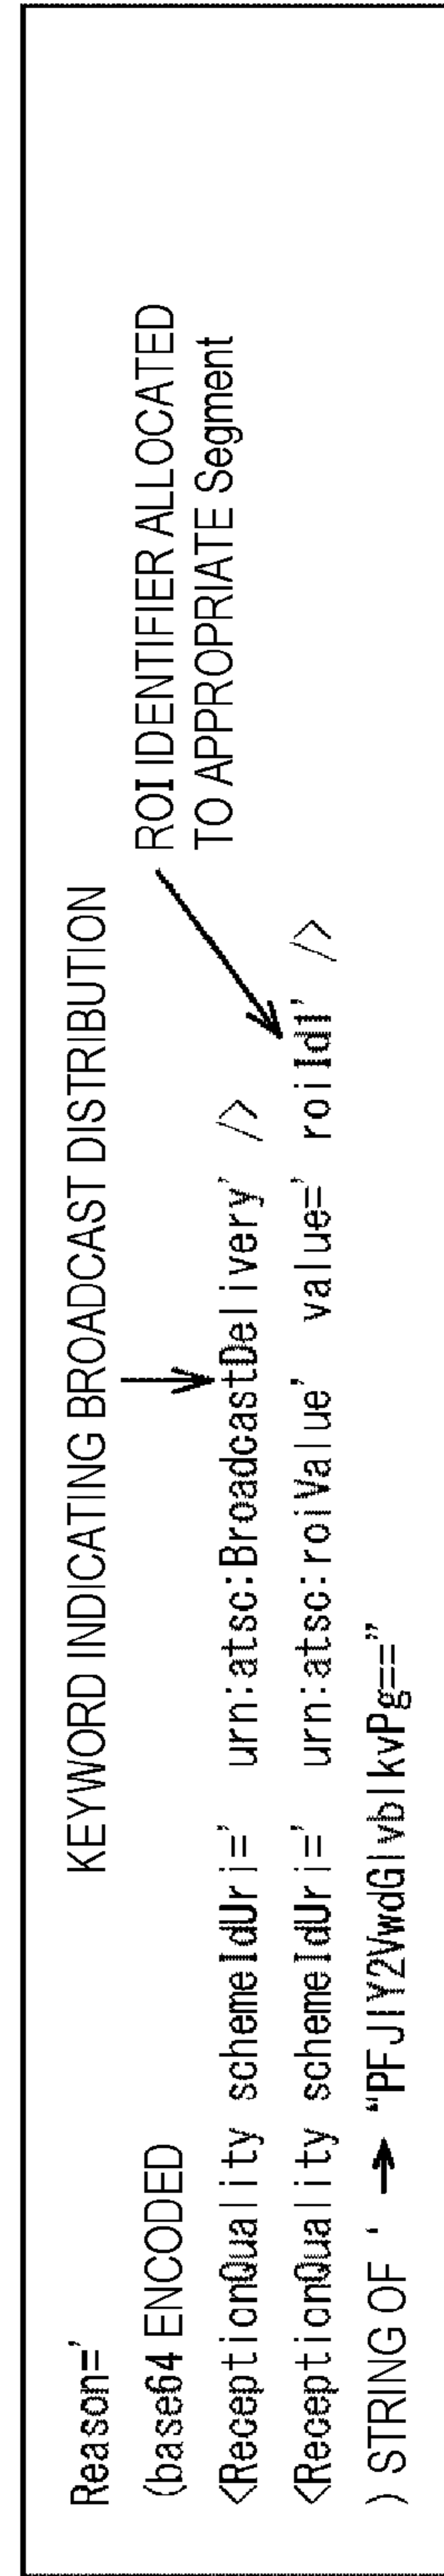 Reason='
KEYWORD INDICATING BROADCAST DISTRIBUTION
(base64 ENCODED
ROI IDENTIFIER ALLOCATED
TO APPROPRIATE Segment
<ReceptionQuality schemeIdUri=' urn:atsc:BroadcastDelivery' />
<ReceptionQuality schemeIdUri=' urn:atsc:roiValue' value=' roiId1' />
) STRING OF ' → “PFJlY2VwdGlvblkvPg==”